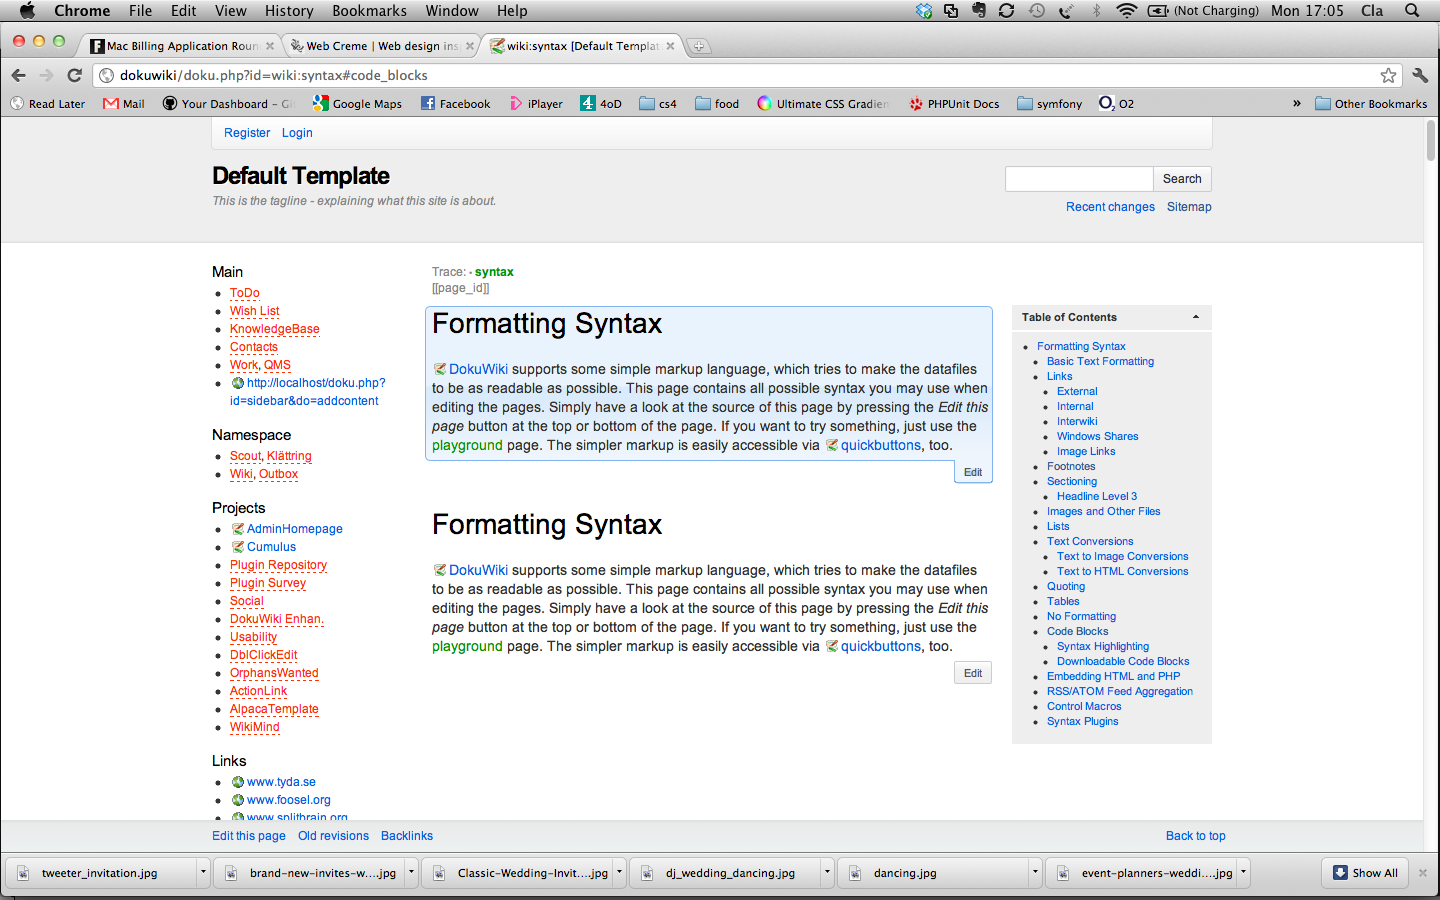 Chrome File Edit View History Bookmarks Window Help (Not Charging) Mon 17:05 Cla
Mac Billing Application Roun
Web Creme | Web design ins
wiki:syntax [Default Templat
dokuwiki/doku.php?id=wiki:syntax#code_blocks
Read Later Mail Your Dashboard - Gi Google Maps Facebook iPlayer 4oD cs4 food Ultimate CSS Gradien PHPUnit Docs symfony O2 » Other Bookmarks
Register Login
Default Template
This is the tagline - explaining what this site is about.
Search
Recent changes Sitemap
Main
ToDo
Wish List
KnowledgeBase
Contacts
Work, QMS
http://localhost/doku.php?
id=sidebar&do=addcontent
Namespace
Scout, Klättring
Wiki, Outbox
Projects
AdminHomepage
Cumulus
Plugin Repository
Plugin Survey
Social
DokuWiki Enhan.
Usability
DblClickEdit
OrphansWanted
ActionLink
AlpacaTemplate
WikiMind
Links
www.tyda.se
www.foosel.org
www.splitbrain.org
Trace: • syntax
[[page_id]]
Formatting Syntax
DokuWiki supports some simple markup language, which tries to make the datafiles
to be as readable as possible. This page contains all possible syntax you may use when
editing the pages. Simply have a look at the source of this page by pressing the Edit this
page button at the top or bottom of the page. If you want to try something, just use the
playground page. The simpler markup is easily accessible via quickbuttons, too.
Edit
Formatting Syntax
DokuWiki supports some simple markup language, which tries to make the datafiles
to be as readable as possible. This page contains all possible syntax you may use when
editing the pages. Simply have a look at the source of this page by pressing the Edit this
page button at the top or bottom of the page. If you want to try something, just use the
playground page. The simpler markup is easily accessible via quickbuttons, too.
Edit
Table of Contents
Formatting Syntax
Basic Text Formatting
Links
External
Internal
Interwiki
Windows Shares
Image Links
Footnotes
Sectioning
Headline Level 3
Images and Other Files
Lists
Text Conversions
Text to Image Conversions
Text to HTML Conversions
Quoting
Tables
No Formatting
Code Blocks
Syntax Highlighting
Downloadable Code Blocks
Embedding HTML and PHP
RSS/ATOM Feed Aggregation
Control Macros
Syntax Plugins
Edit this page Old revisions Backlinks Back to top
tweeter_invitation.jpg brand-new-invites-w....jpg Classic-Wedding-Invit....jpg dj_wedding_dancing.jpg dancing.jpg event-planners-weddi....jpg Show All